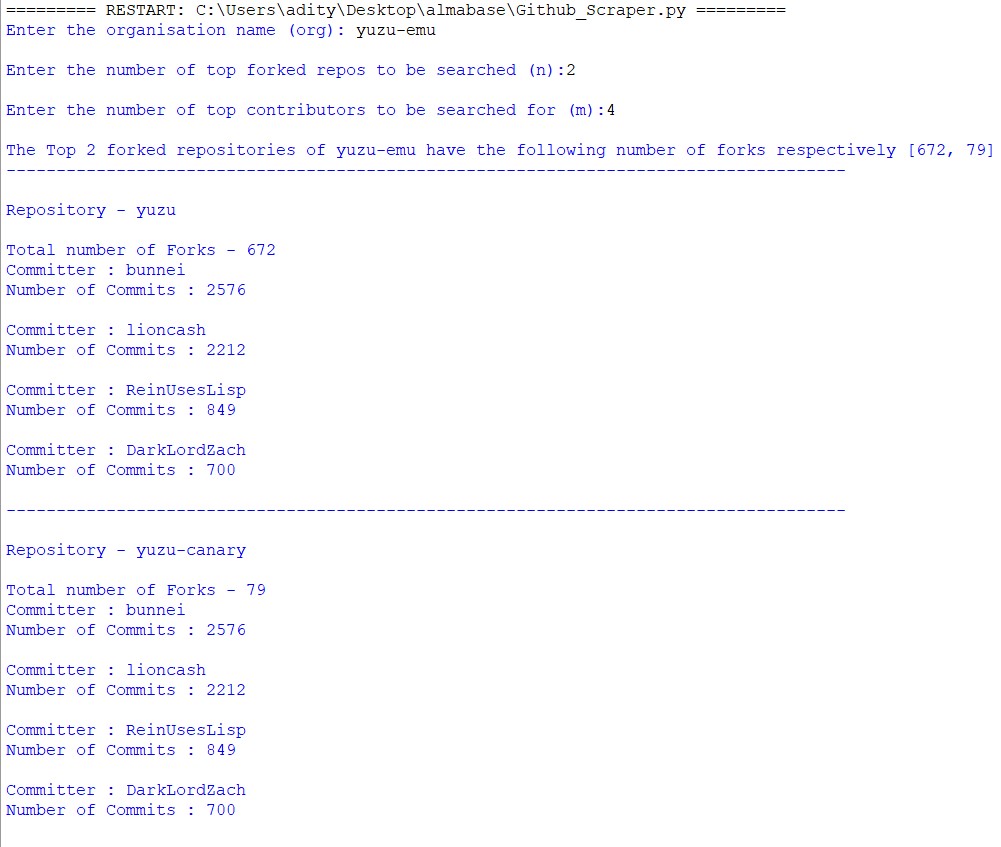 ========= RESTART: C:\Users\adity\Desktop\almabase\Github_Scraper.py =========
Enter the organisation name (org): yuzu-emu
Enter the number of top forked repos to be searched (n):2
Enter the number of top contributors to be searched for (m):4
The Top 2 forked repositories of yuzu-emu have the following number of forks respectively [672, 79]
------------------------------------------------------------------------------------
Repository - yuzu
Total number of Forks - 672
Committer : bunnei
Number of Commits : 2576
Committer : lioncash
Number of Commits : 2212
Committer : ReinUsesLisp
Number of Commits : 849
Committer : DarkLordZach
Number of Commits : 700
------------------------------------------------------------------------------------
Repository - yuzu-canary
Total number of Forks - 79
Committer : bunnei
Number of Commits : 2576
Committer : lioncash
Number of Commits : 2212
Committer : ReinUsesLisp
Number of Commits : 849
Committer : DarkLordZach
Number of Commits : 700